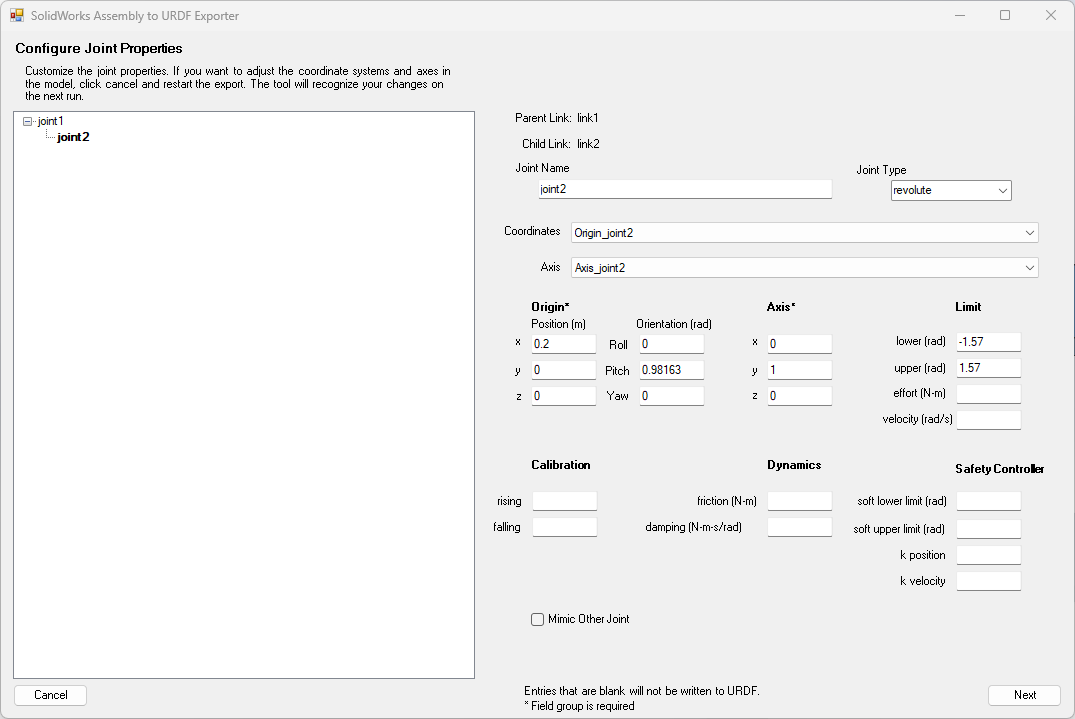 SolidWorks Assembly to URDF Exporter
Configure Joint Properties
Customize the joint properties. If you want to adjust the coordinate systems and axes in
the model, click cancel and restart the export. The tool will recognize your changes on
the next run.
joint1
joint2
Parent Link: link1
Child Link: link2
Joint Name
Joint Type
joint2
revolute
Coordinates
Origin_joint2
Axis
Axis_joint2
Origin*
Axis*
Limit
Position (m)
Orientation (rad)
x 0.2 Roll 0 x 0 lower (rad) -1.57
y 0 Pitch 0.98163 y 1 upper (rad) 1.57
z 0 Yaw 0 z 0 effort (N-m)
velocity (rad/s)
Calibration
Dynamics
Safety Controller
rising friction (N-m) soft lower limit (rad)
falling damping (N-m-s/rad) soft upper limit (rad)
k position
k velocity
Mimic Other Joint
Cancel
Entries that are blank will not be written to URDF.
* Field group is required
Next